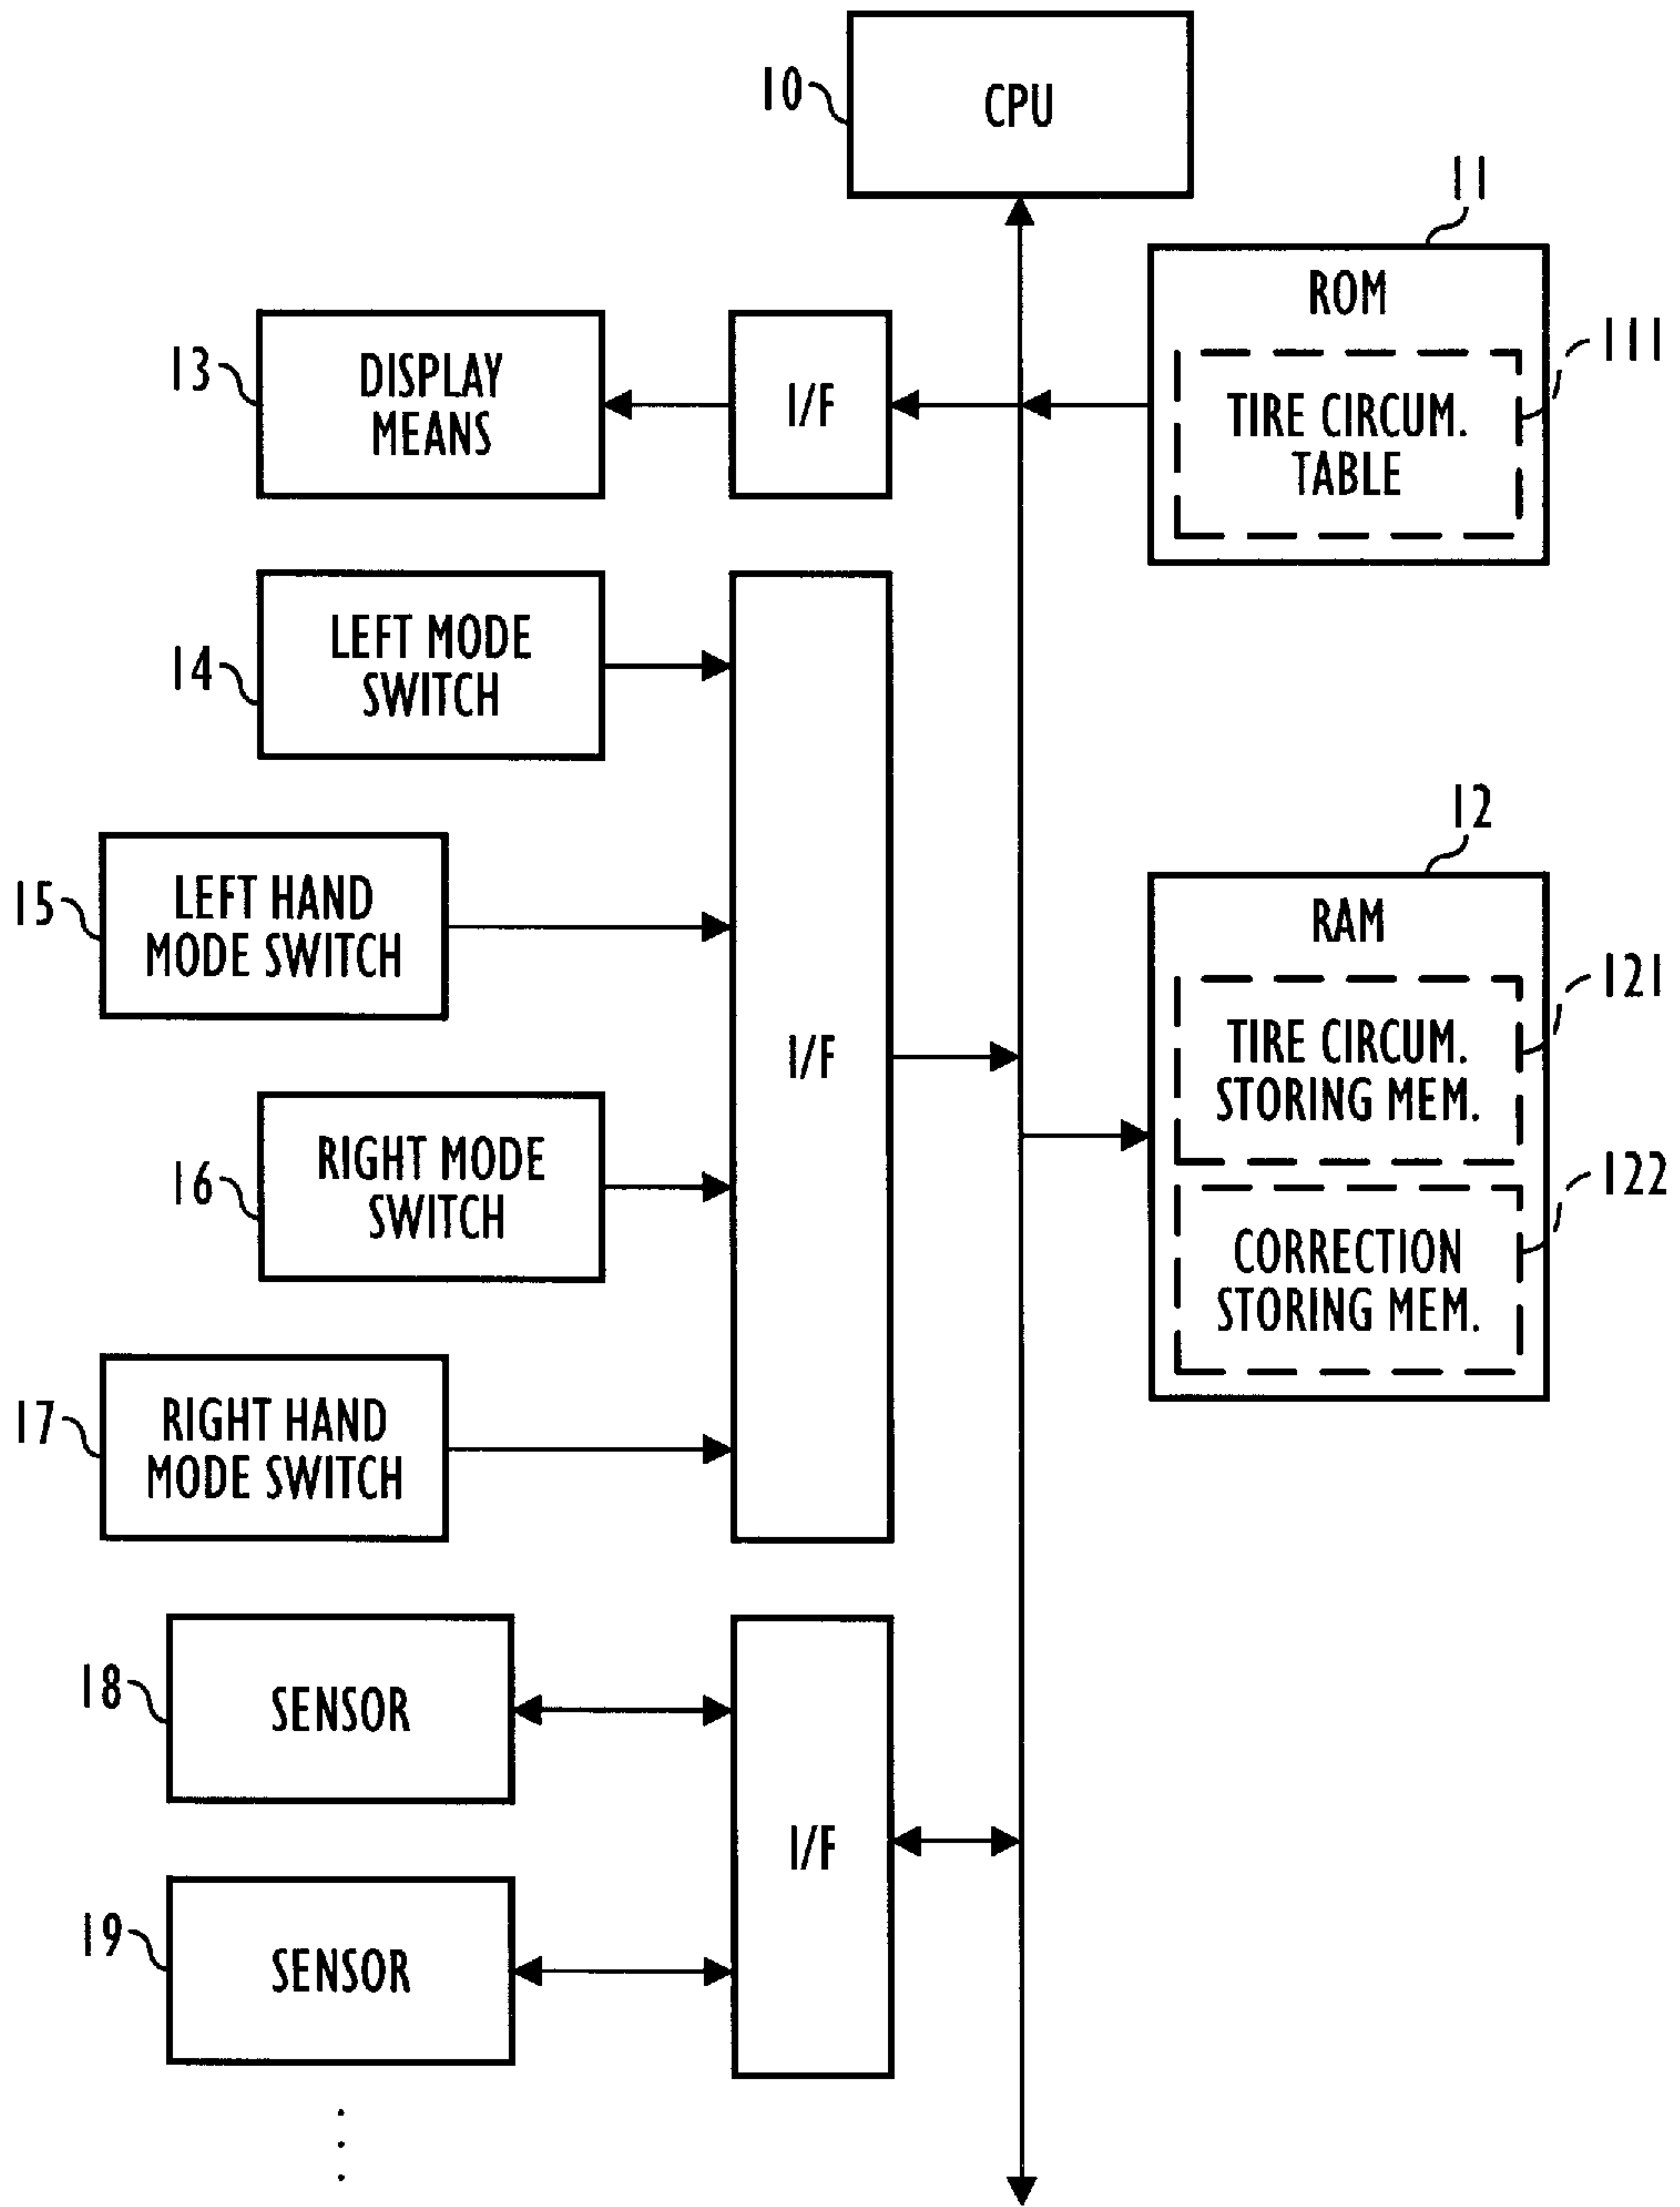 10
CPU
11
ROM
111
TIRE CIRCUM.
TABLE
13
DISPLAY
MEANS
I/F
14
LEFT MODE
SWITCH
15
LEFT HAND
MODE SWITCH
I/F
12
RAM
121
TIRE CIRCUM.
STORING MEM.
122
CORRECTION
STORING MEM.
16
RIGHT MODE
SWITCH
17
RIGHT HAND
MODE SWITCH
18
SENSOR
I/F
19
SENSOR